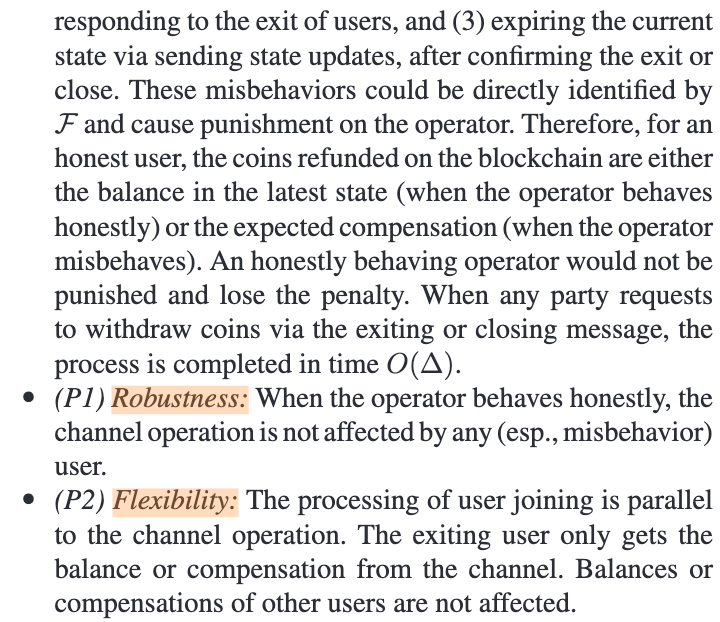 responding to the exit of users, and (3) expiring the current
state via sending state updates, after confirming the exit or
close. These misbehaviors could be directly identified by
ℱ and cause punishment on the operator. Therefore, for an
honest user, the coins refunded on the blockchain are either
the balance in the latest state (when the operator behaves
honestly) or the expected compensation (when the operator
misbehaves). An honestly behaving operator would not be
punished and lose the penalty. When any party requests
to withdraw coins via the exiting or closing message, the
process is completed in time O(Δ).
• (P1) Robustness: When the operator behaves honestly, the
channel operation is not affected by any (esp., misbehavior)
user.
• (P2) Flexibility: The processing of user joining is parallel
to the channel operation. The exiting user only gets the
balance or compensation from the channel. Balances or
compensations of other users are not affected.